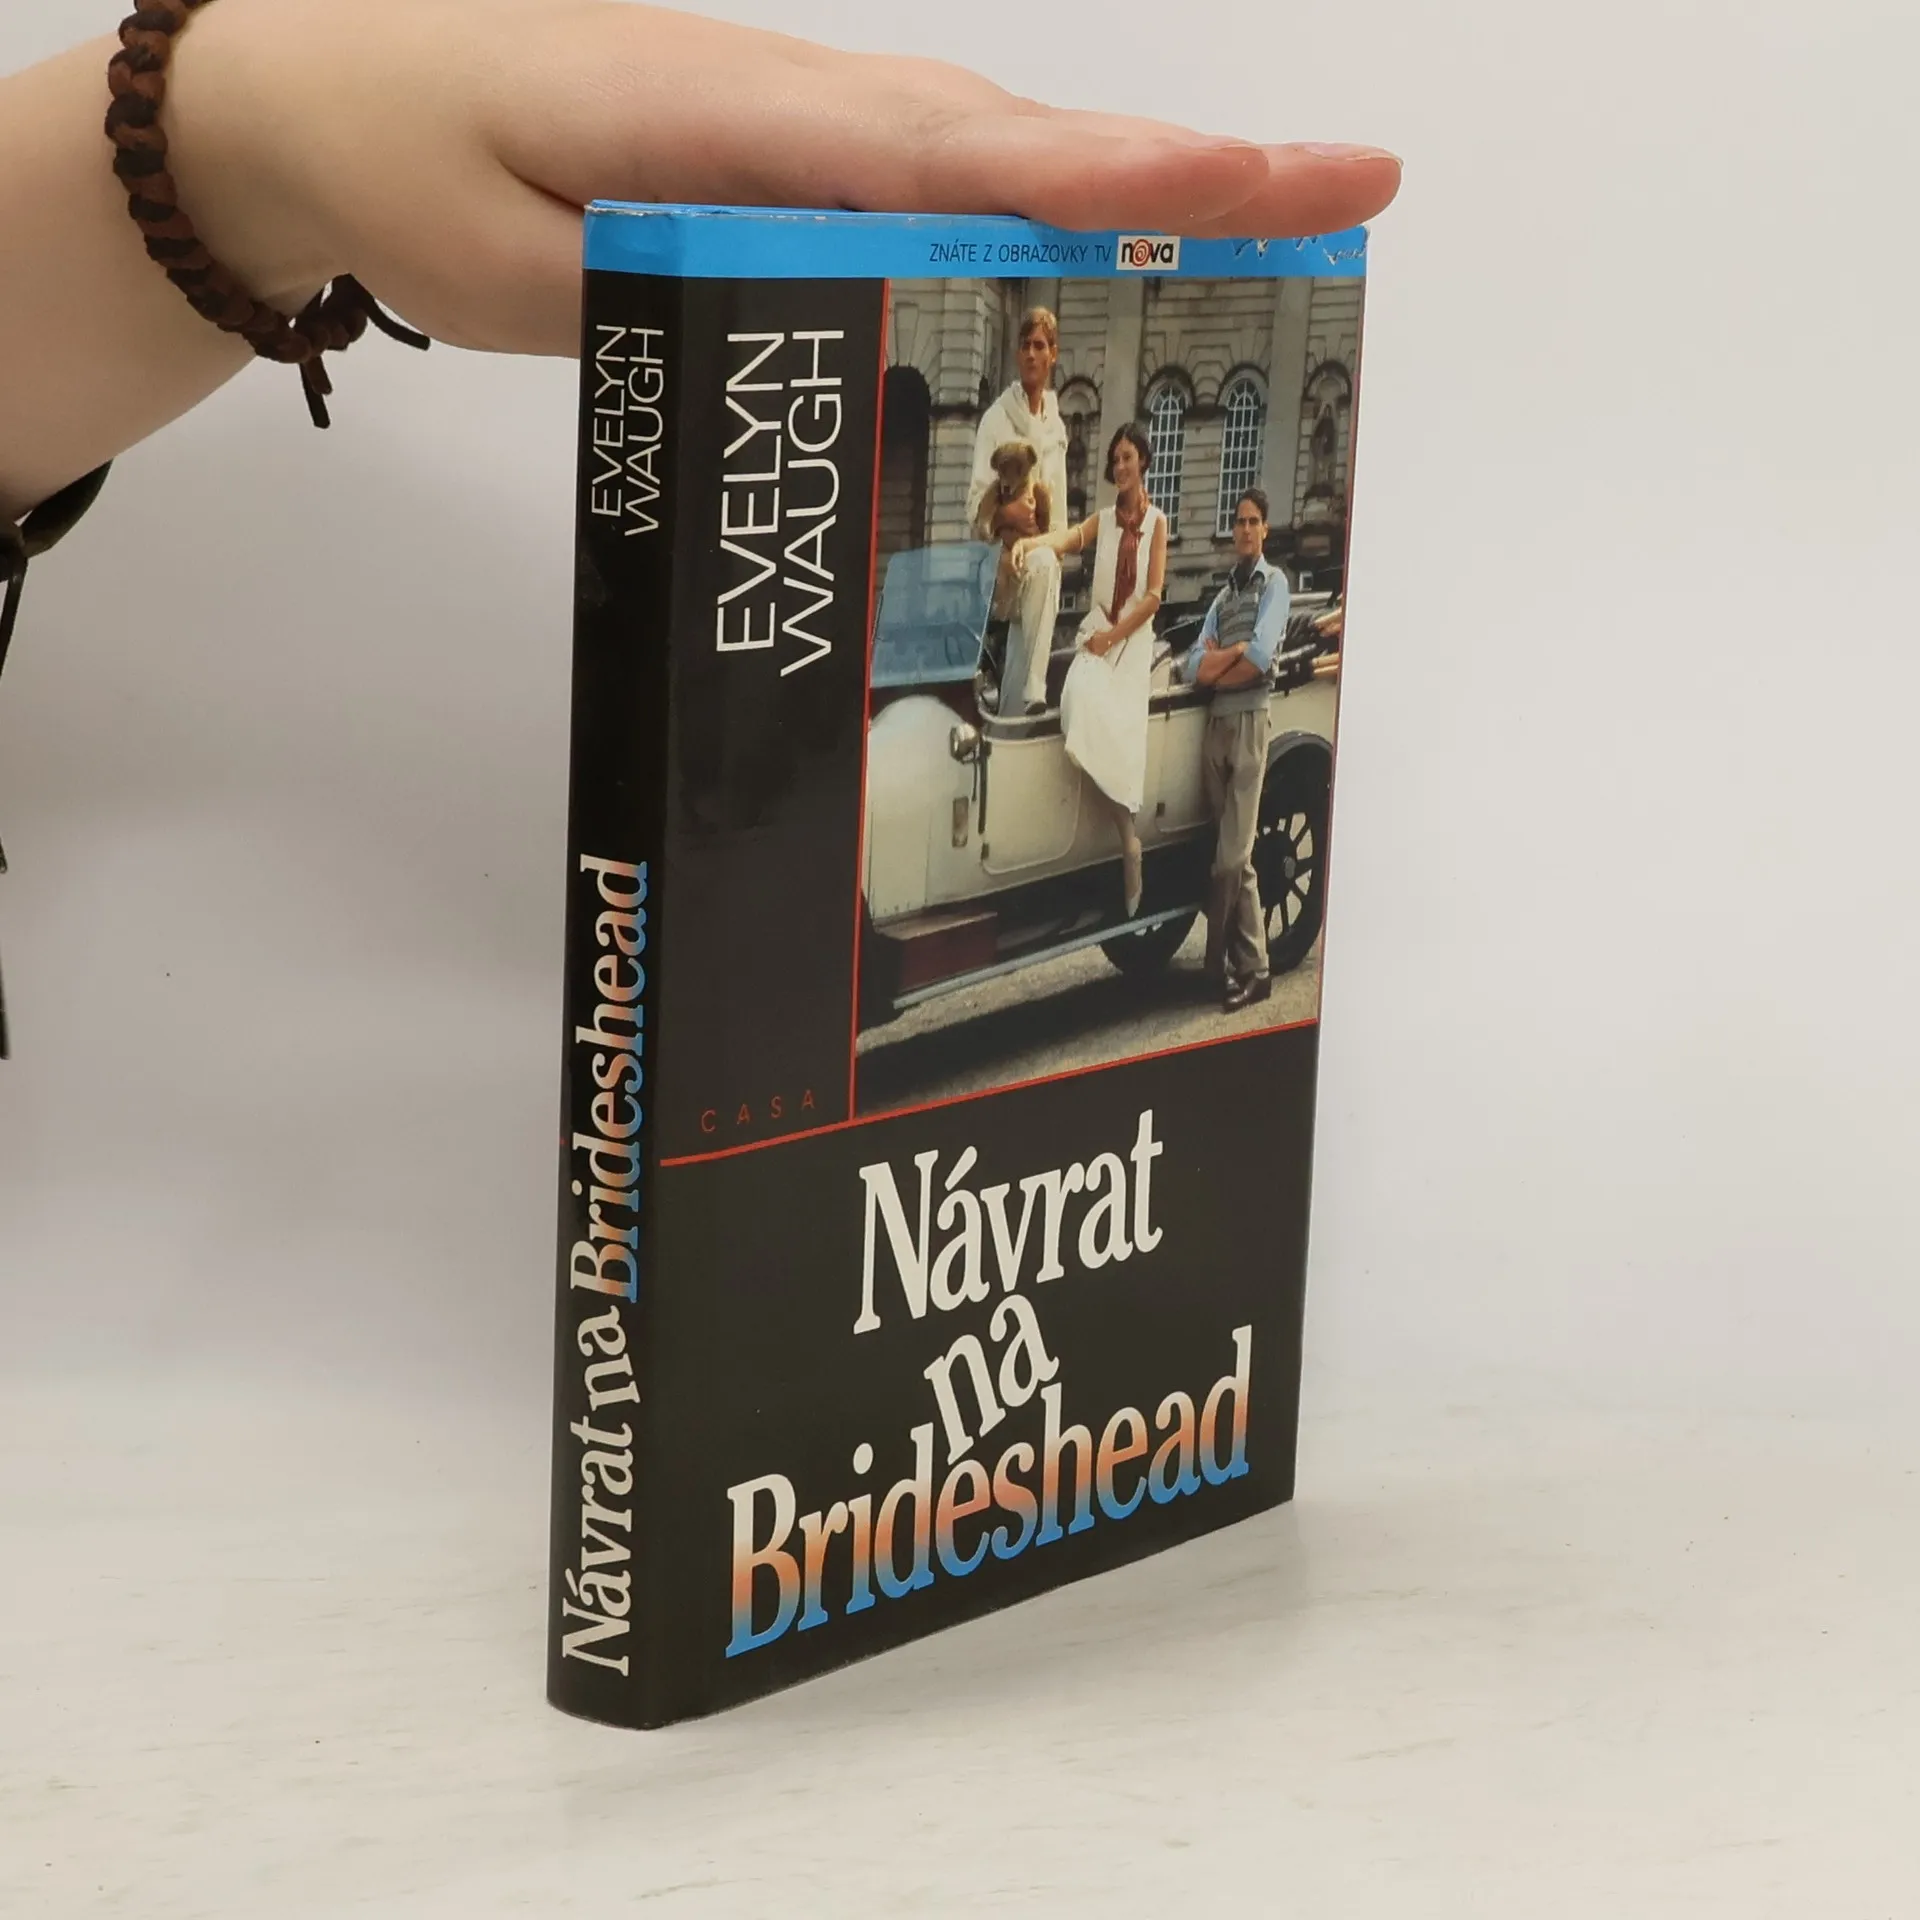 ZNÁTE Z OBRAZOVKY TV nova
EVELYN
WAUGH
CASA
Návrat
na
Brideshead
EVELYN
WAUGH
Návrat na Brideshead